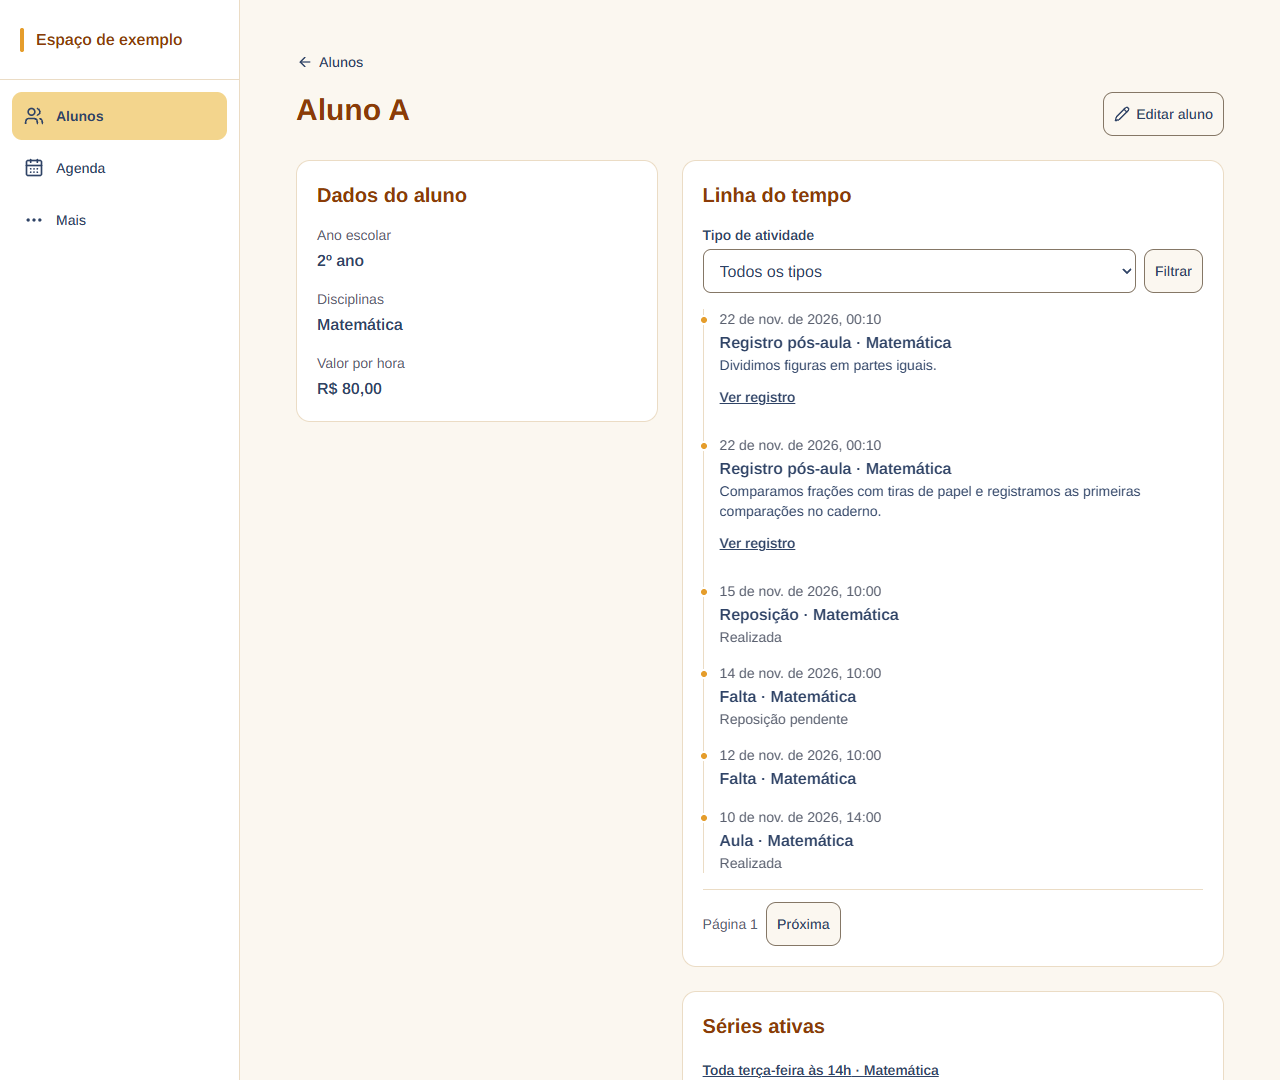 Espaço de exemplo
Alunos
Agenda
Mais
Alunos
Aluno A
Editar aluno
Dados do aluno
Ano escolar
2º ano
Disciplinas
Matemática
Valor por hora
R$ 80,00
Linha do tempo
Tipo de atividade
Todos os tipos
Filtrar
22 de nov. de 2026, 00:10
Registro pós-aula · Matemática
Dividimos figuras em partes iguais.
Ver registro
22 de nov. de 2026, 00:10
Registro pós-aula · Matemática
Comparamos frações com tiras de papel e registramos as primeiras
comparações no caderno.
Ver registro
15 de nov. de 2026, 10:00
Reposição · Matemática
Realizada
14 de nov. de 2026, 10:00
Falta · Matemática
Reposição pendente
12 de nov. de 2026, 10:00
Falta · Matemática
10 de nov. de 2026, 14:00
Aula · Matemática
Realizada
Página 1
Próxima
Séries ativas
Toda terça-feira às 14h · Matemática